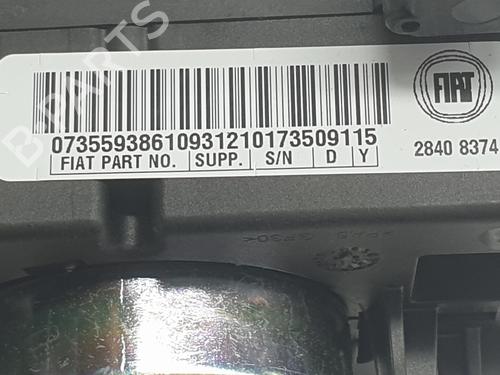 B-PARTS
FIAT
0735593861093121017350911​5
FIAT PART NO. SUPP. S/N D Y
2840 8374